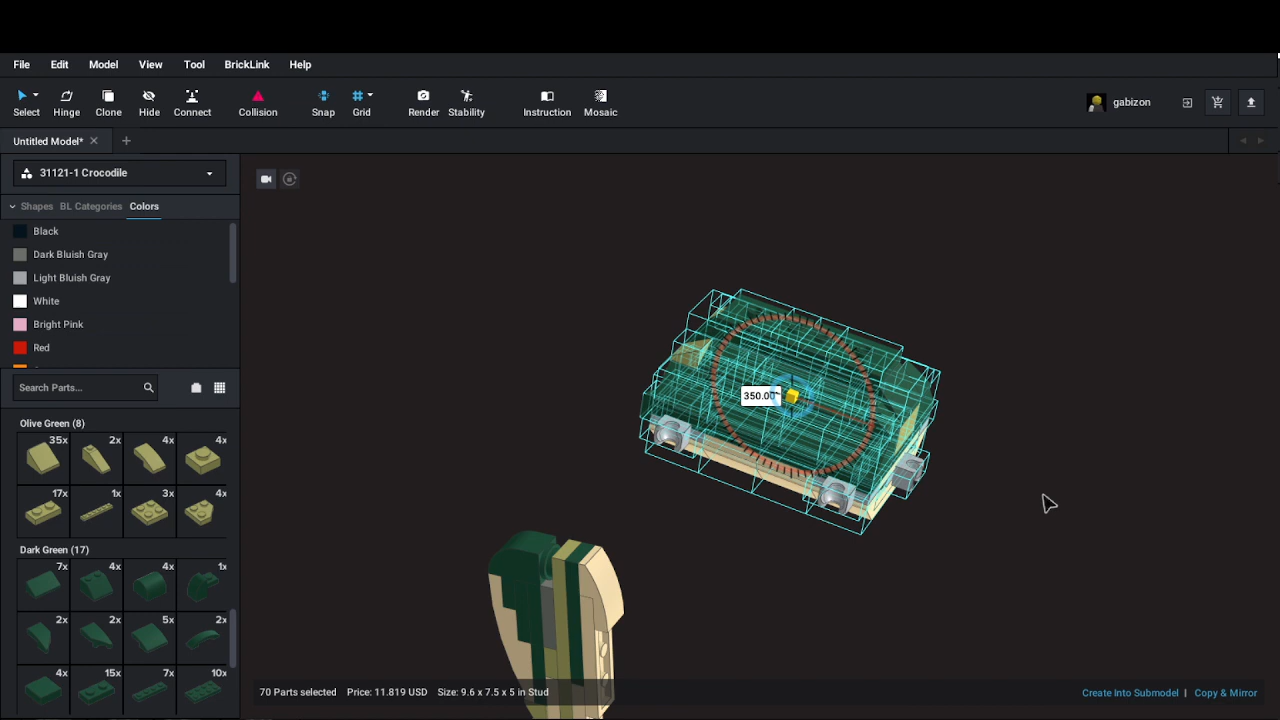 File Edit Model View Tool BrickLink Help
Select Hinge Clone Hide Connect Collision Snap Grid Render Stability Instruction Mosaic
gabizon
Untitled Model*
31121-1 Crocodile
Shapes BL Categories Colors
Black
Dark Bluish Gray
Light Bluish Gray
White
Bright Pink
Red
Search Parts...
Olive Green (8)
35x 2x 4x 4x
17x 1x 3x 4x
Dark Green (17)
7x 4x 4x 1x
2x 2x 5x 2x
4x 15x 7x 10x
350.00°
70 Parts selected Price: 11.819 USD Size: 9.6 x 7.5 x 5 in Stud
Create Into Submodel | Copy & Mirror